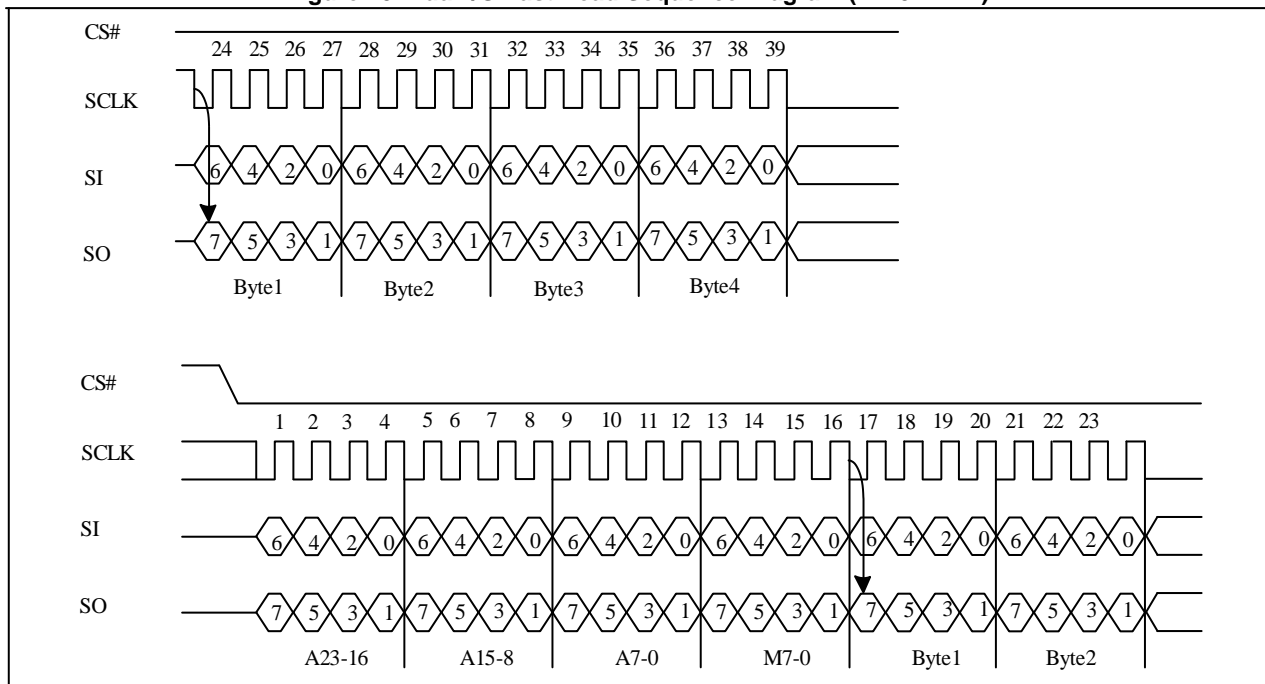 CS#
24 25 26 27 28 29 30 31 32 33 34 35 36 37 38 39
SCLK
SI
6 4 2 0 6 4 2 0 6 4 2 0 6 4 2 0
SO
7 5 3 1 7 5 3 1 7 5 3 1 7 5 3 1
Byte1 Byte2 Byte3 Byte4
CS#
1 2 3 4 5 6 7 8 9 10 11 12 13 14 15 16 17 18 19 20 21 22 23
SCLK
SI
6 4 2 0 6 4 2 0 6 4 2 0 6 4 2 0 6 4 2 0 6 4 2 0
SO
7 5 3 1 7 5 3 1 7 5 3 1 7 5 3 1 7 5 3 1 7 5 3 1
A23-16 A15-8 A7-0 M7-0 Byte1 Byte2